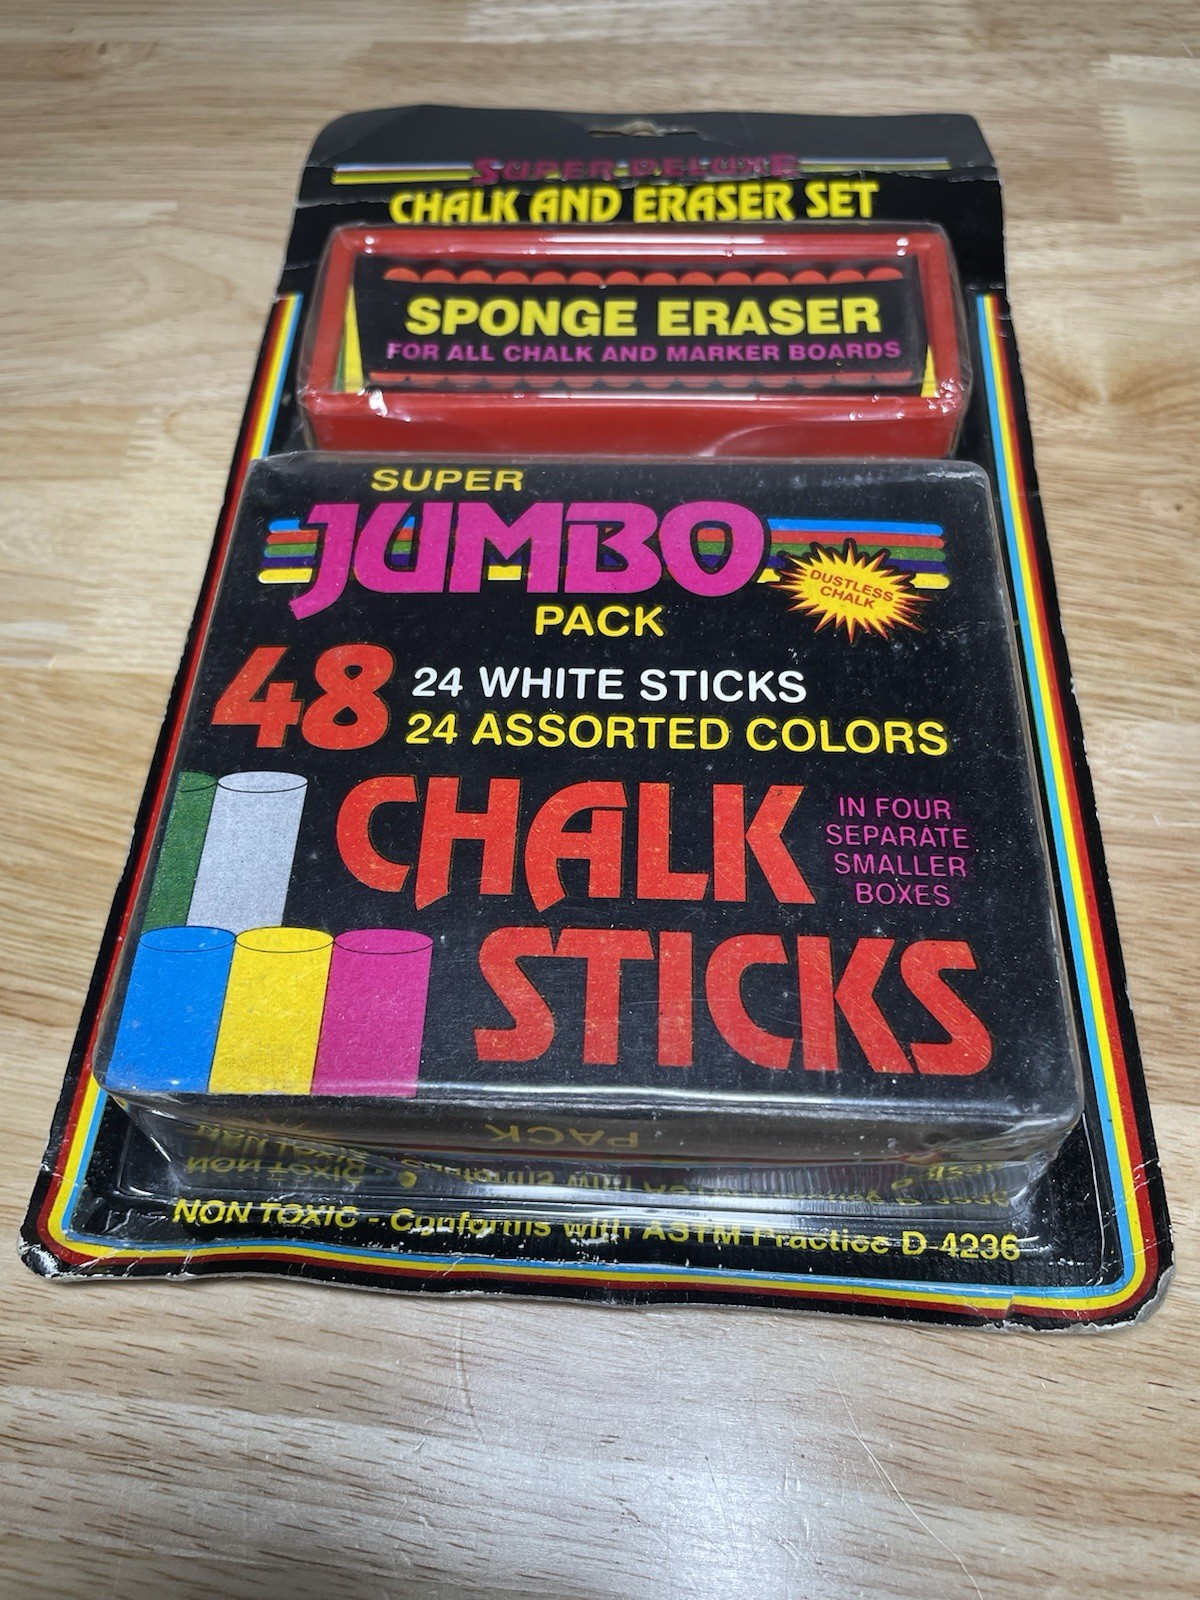 SUPER DELUXE
CHALK AND ERASER SET
SPONGE ERASER
FOR ALL CHALK AND MARKER BOARDS
SUPER
JUMBO
PACK
DUSTLESS
CHALK
48
24 WHITE STICKS
24 ASSORTED COLORS
CHALK
STICKS
IN FOUR
SEPARATE
SMALLER
BOXES
PACK
NON TOXIC - Conforms with ASTM Practice D-4236